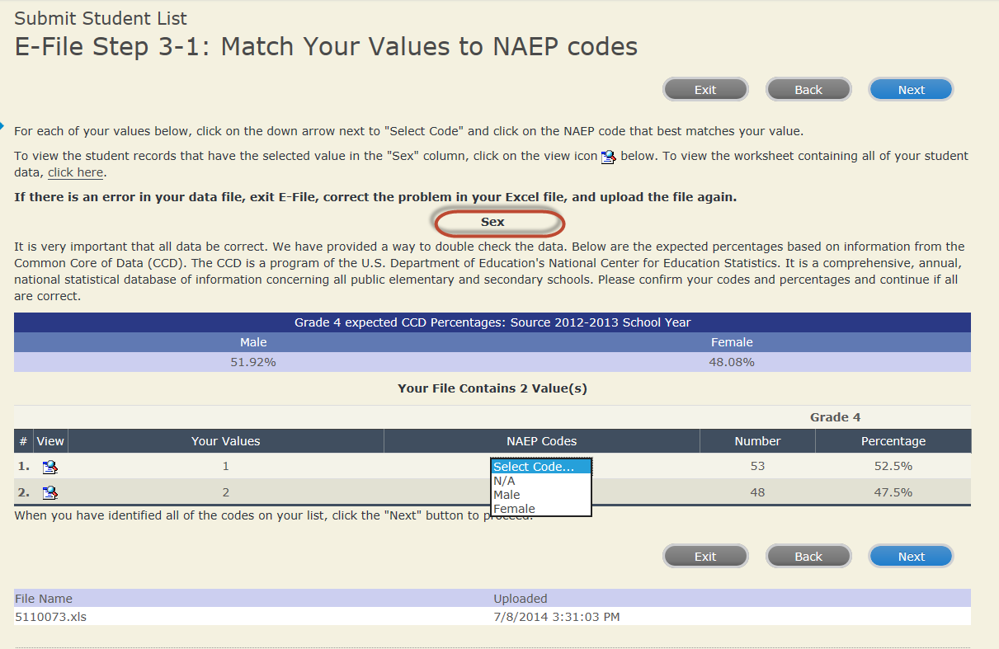 Submit Student List
E-File Step 3-1: Match Your Values to NAEP codes
Exit Back Next
For each of your values below, click on the down arrow next to "Select Code" and click on the NAEP code that best matches your value.
To view the student records that have the selected value in the "Sex" column, click on the view icon below. To view the worksheet containing all of your student
data, click here.
If there is an error in your data file, exit E-File, correct the problem in your Excel file, and upload the file again.
Sex
It is very important that all data be correct. We have provided a way to double check the data. Below are the expected percentages based on information from the
Common Core of Data (CCD). The CCD is a program of the U.S. Department of Education's National Center for Education Statistics. It is a comprehensive, annual,
national statistical database of information concerning all public elementary and secondary schools. Please confirm your codes and percentages and continue if all
are correct.
Grade 4 expected CCD Percentages: Source 2012-2013 School Year
Male Female
51.92% 48.08%
Your File Contains 2 Value(s)
Grade 4
# View Your Values NAEP Codes Number Percentage
1. 1 Select Code... 53 52.5%
N/A
2. 2 Male 48 47.5%
Female
When you have identified all of the codes on your list, click the "Next" button to proceed.
Exit Back Next
File Name Uploaded
5110073.xls 7/8/2014 3:31:03 PM